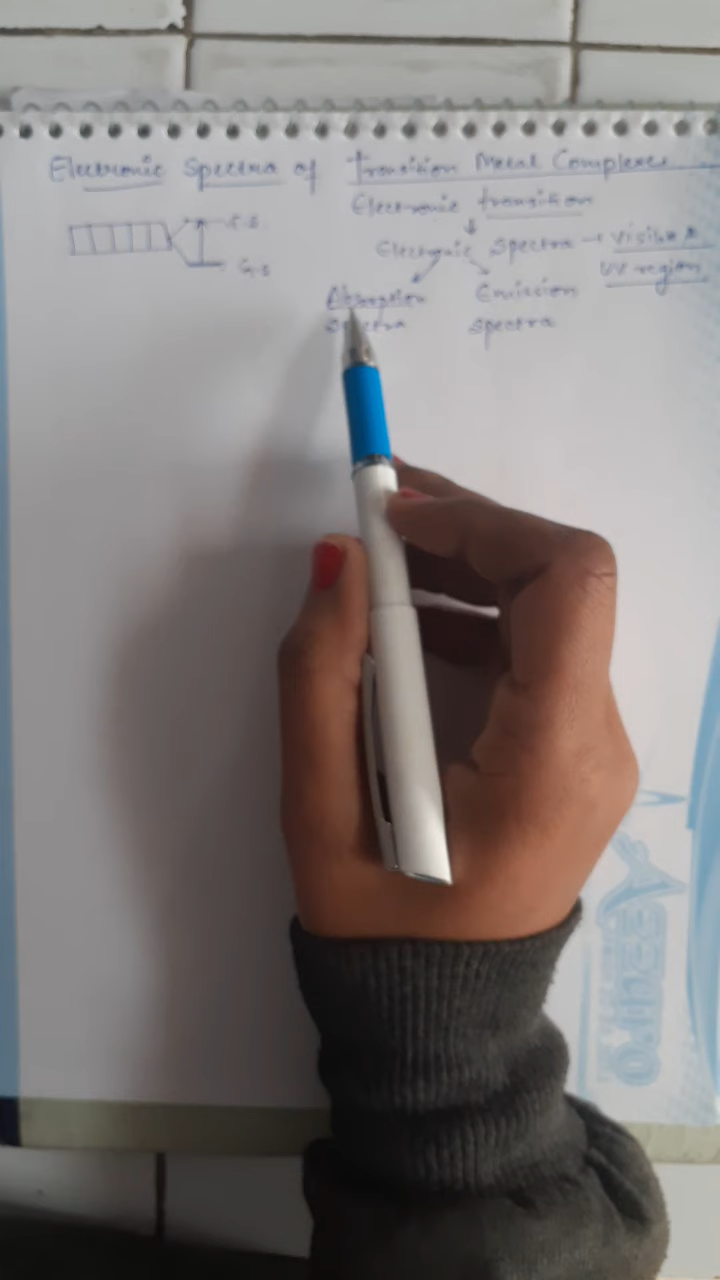 Electronic Spectra of Transition Metal Complexes
Electronic transition
E.S.
Electronic Spectra → Visible &
G.S
UV region
Absorption Emission
Spectra spectra